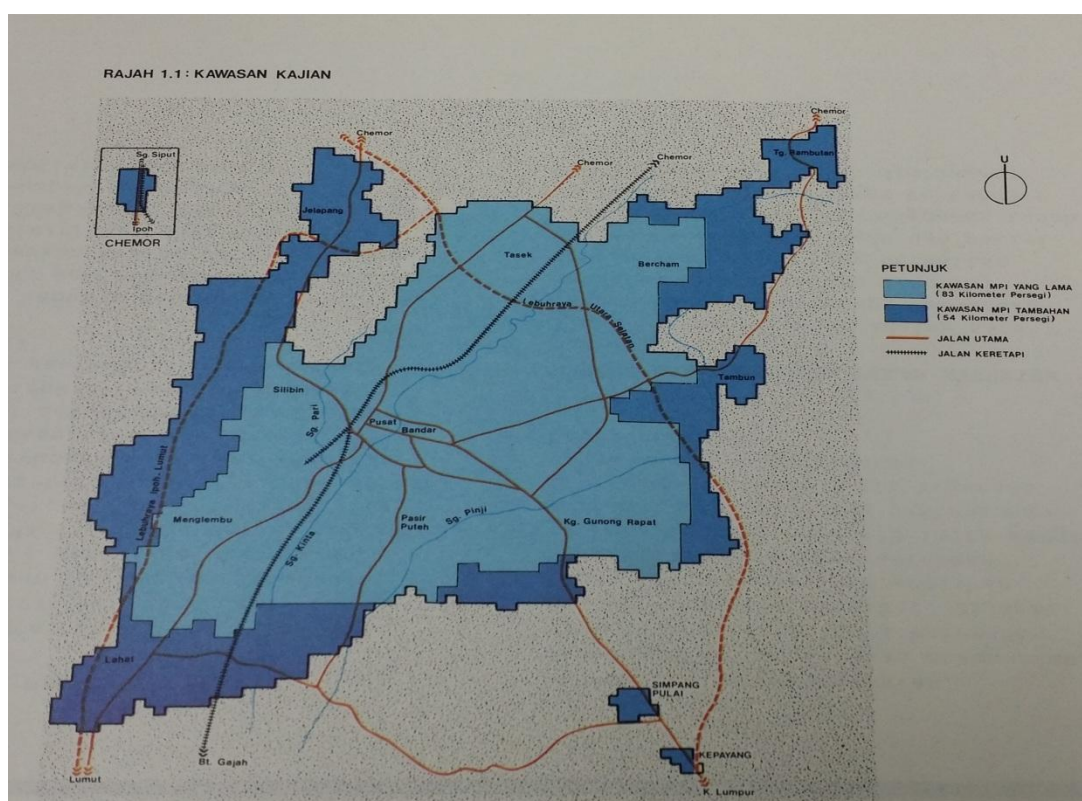 RAJAH 1.1: KAWASAN KAJIAN
Chemor
Chemor
Chemor
Chemor
Tg. Rambutan
Sg. Siput
Ipoh
CHEMOR
U
Jelapang
Tasek
Bercham
PETUNJUK
KAWASAN MPI YANG LAMA
(83 Kilometer Persegi)
KAWASAN MPI TAMBAHAN
(54 Kilometer Persegi)
JALAN UTAMA
JALAN KERETAPI
Lebuhraya Utara Selatan
Silibin
Tambun
Sg. Pari
Pusat
Bandar
Lebuhraya Ipoh. Lumut
Menglembu
Pasir
Puteh
Sg. Pinji
Kg. Gunong Rapat
Sg. Kinta
Lahat
SIMPANG
PULAI
KEPAYANG
Bt. Gajah
Lumut
K. Lumpur